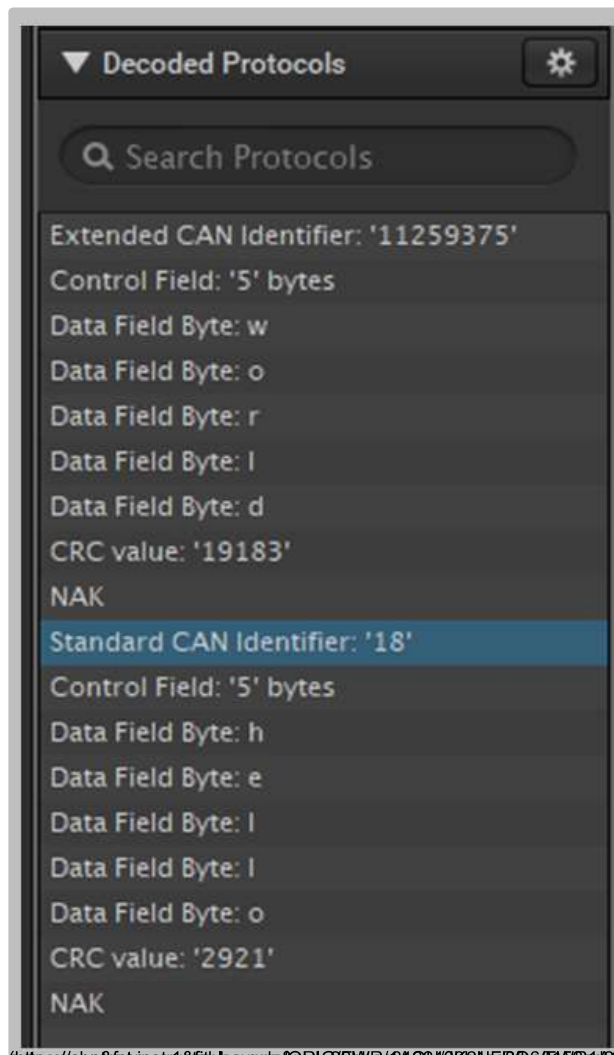 Decoded Protocols
Search Protocols
Extended CAN Identifier: '11259375'
Control Field: '5' bytes
Data Field Byte: w
Data Field Byte: o
Data Field Byte: r
Data Field Byte: l
Data Field Byte: d
CRC value: '19183'
NAK
Standard CAN Identifier: '18'
Control Field: '5' bytes
Data Field Byte: h
Data Field Byte: e
Data Field Byte: l
Data Field Byte: l
Data Field Byte: o
CRC value: '2921'
NAK